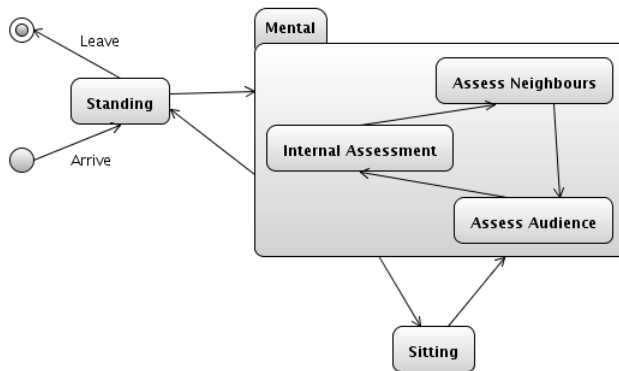 Mental
Leave
Assess Neighbours
Standing
Internal Assessment
Arrive
Assess Audience
Sitting